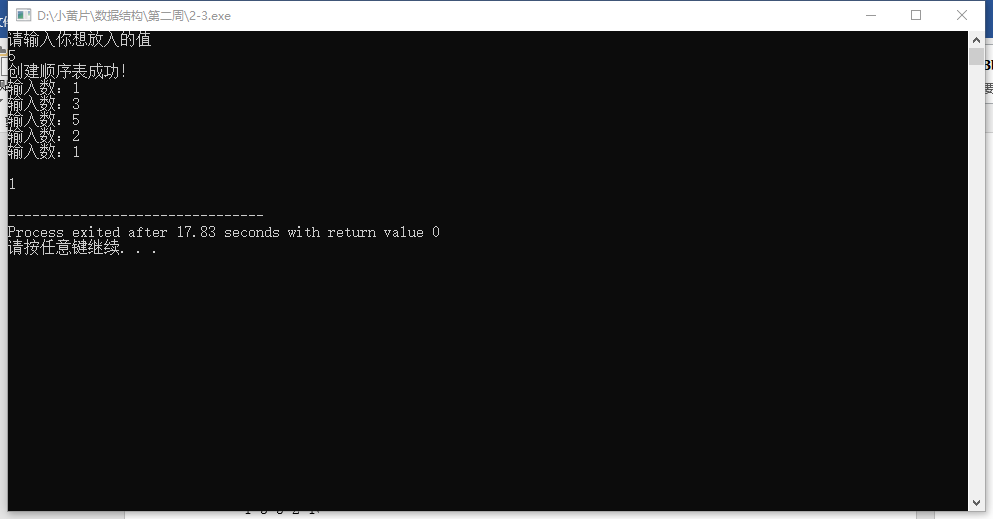 D:\小黄片\数据结构\第二周\2-3.exe
请输入你想放入的值
5
创建顺序表成功!
输入数: 1
输入数: 3
输入数: 5
输入数: 2
输入数: 1
1
--------------------------------
Process exited after 17.83 seconds with return value 0
请按任意键继续. . .